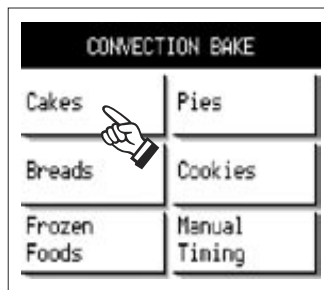 CONVECTION BAKE
Cakes Pies
Breads Cookies
Frozen Manual
Foods Timing